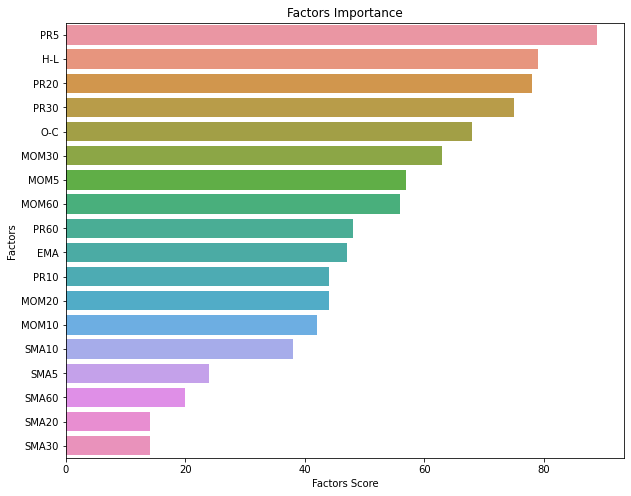 Factors Importance
PR5
H-L
PR20
PR30
O-C
MOM30
MOM5
MOM60
PR60
EMA
PR10
MOM20
MOM10
SMA10
SMA5
SMA60
SMA20
SMA30
Factors
0 20 40 60 80
Factors Score